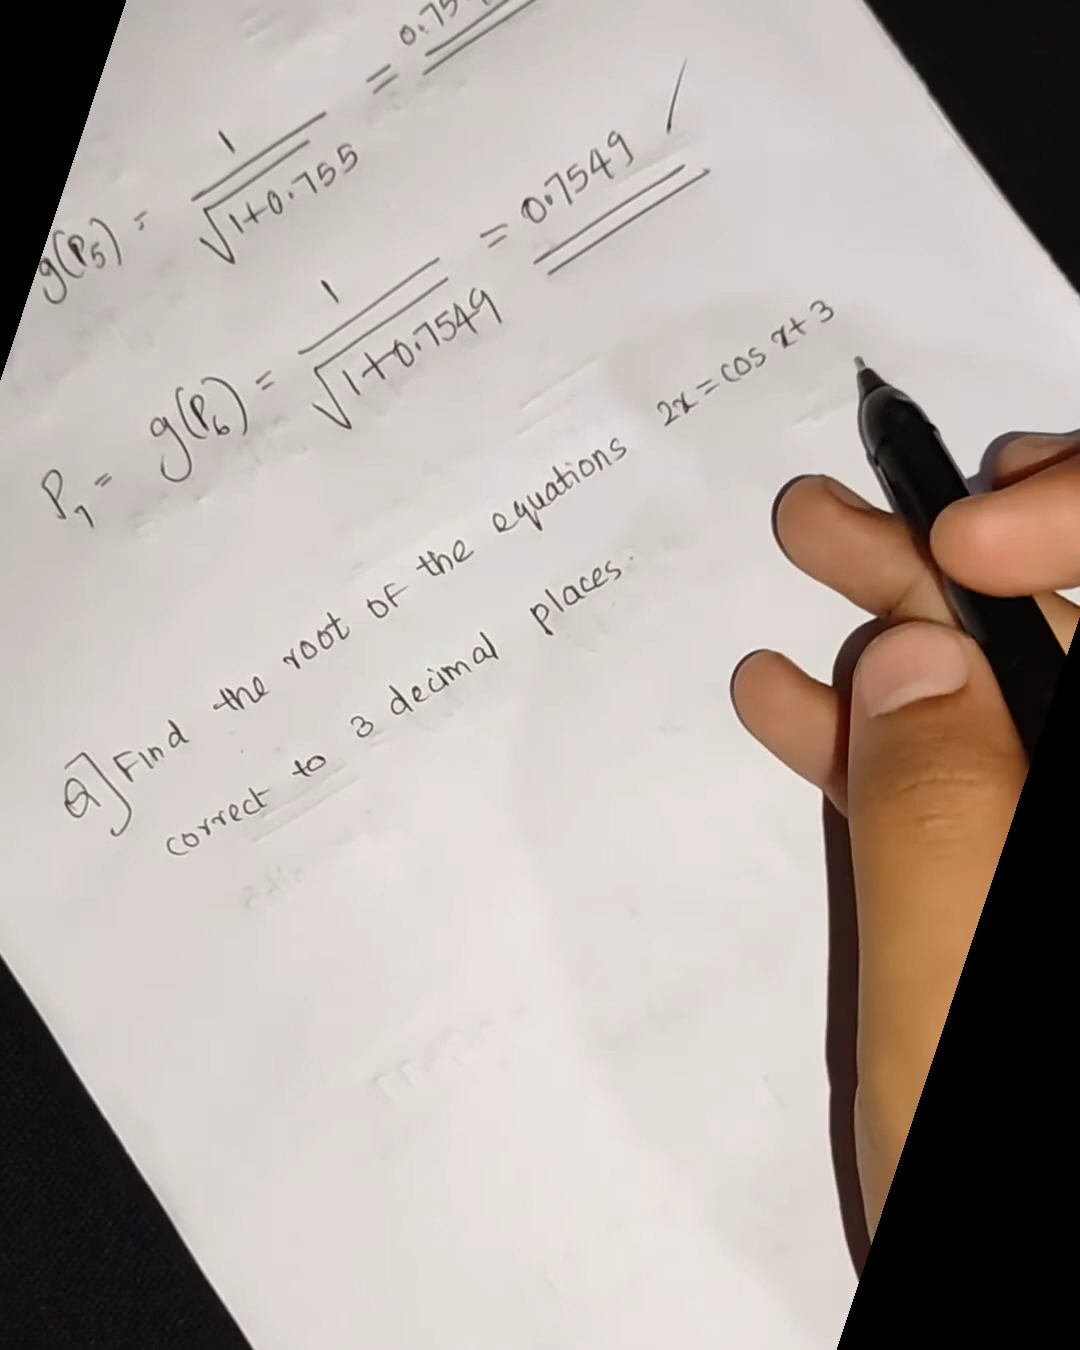 = 0.75
g(P₅) = 1/√1+0.755
P₇ = g(P₆) = 1/√1+0.7549 = 0.7549 ✓
Q] Find the root of the equations 2x = cos x + 3
correct to 3 decimal places.